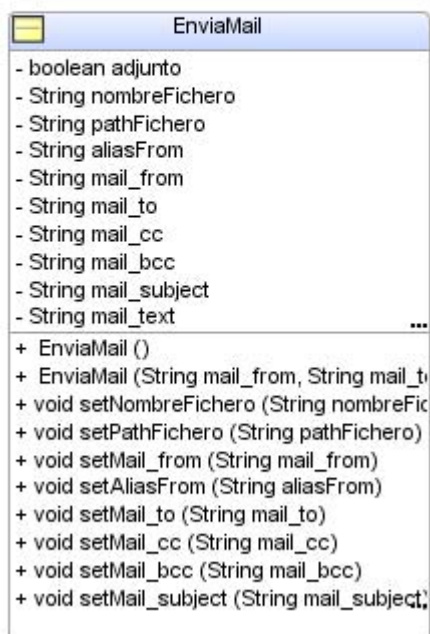 EnviaMail
- boolean adjunto
- String nombreFichero
- String pathFichero
- String aliasFrom
- String mail_from
- String mail_to
- String mail_cc
- String mail_bcc
- String mail_subject
- String mail_text
...
+ EnviaMail ()
+ EnviaMail (String mail_from, String mail_t
+ void setNombreFichero (String nombreFic
+ void setPathFichero (String pathFichero)
+ void setMail_from (String mail_from)
+ void setAliasFrom (String aliasFrom)
+ void setMail_to (String mail_to)
+ void setMail_cc (String mail_cc)
+ void setMail_bcc (String mail_bcc)
+ void setMail_subject (String mail_subject)
...